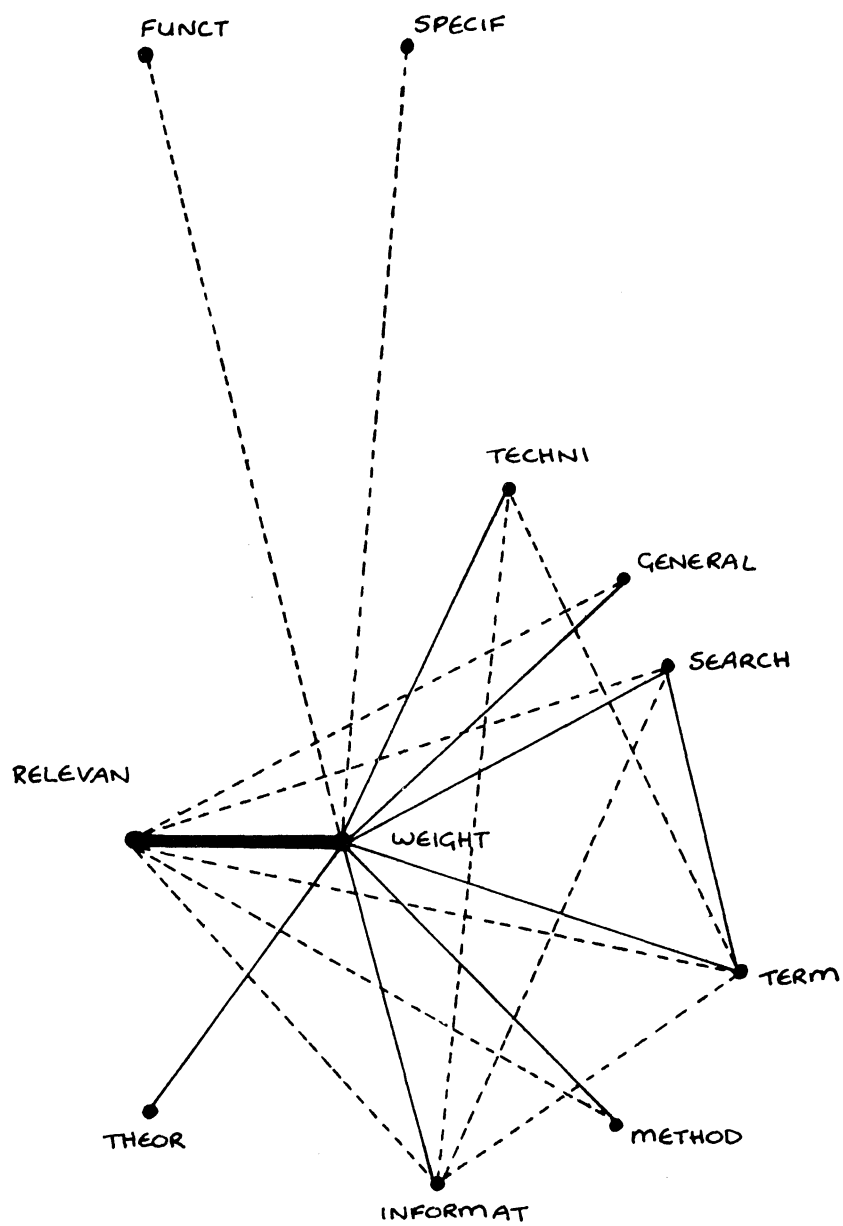 FUNCT
SPECIF
TECHNI
GENERAL
SEARCH
RELEVAN
WEIGHT
TERM
THEOR
METHOD
INFORMAT